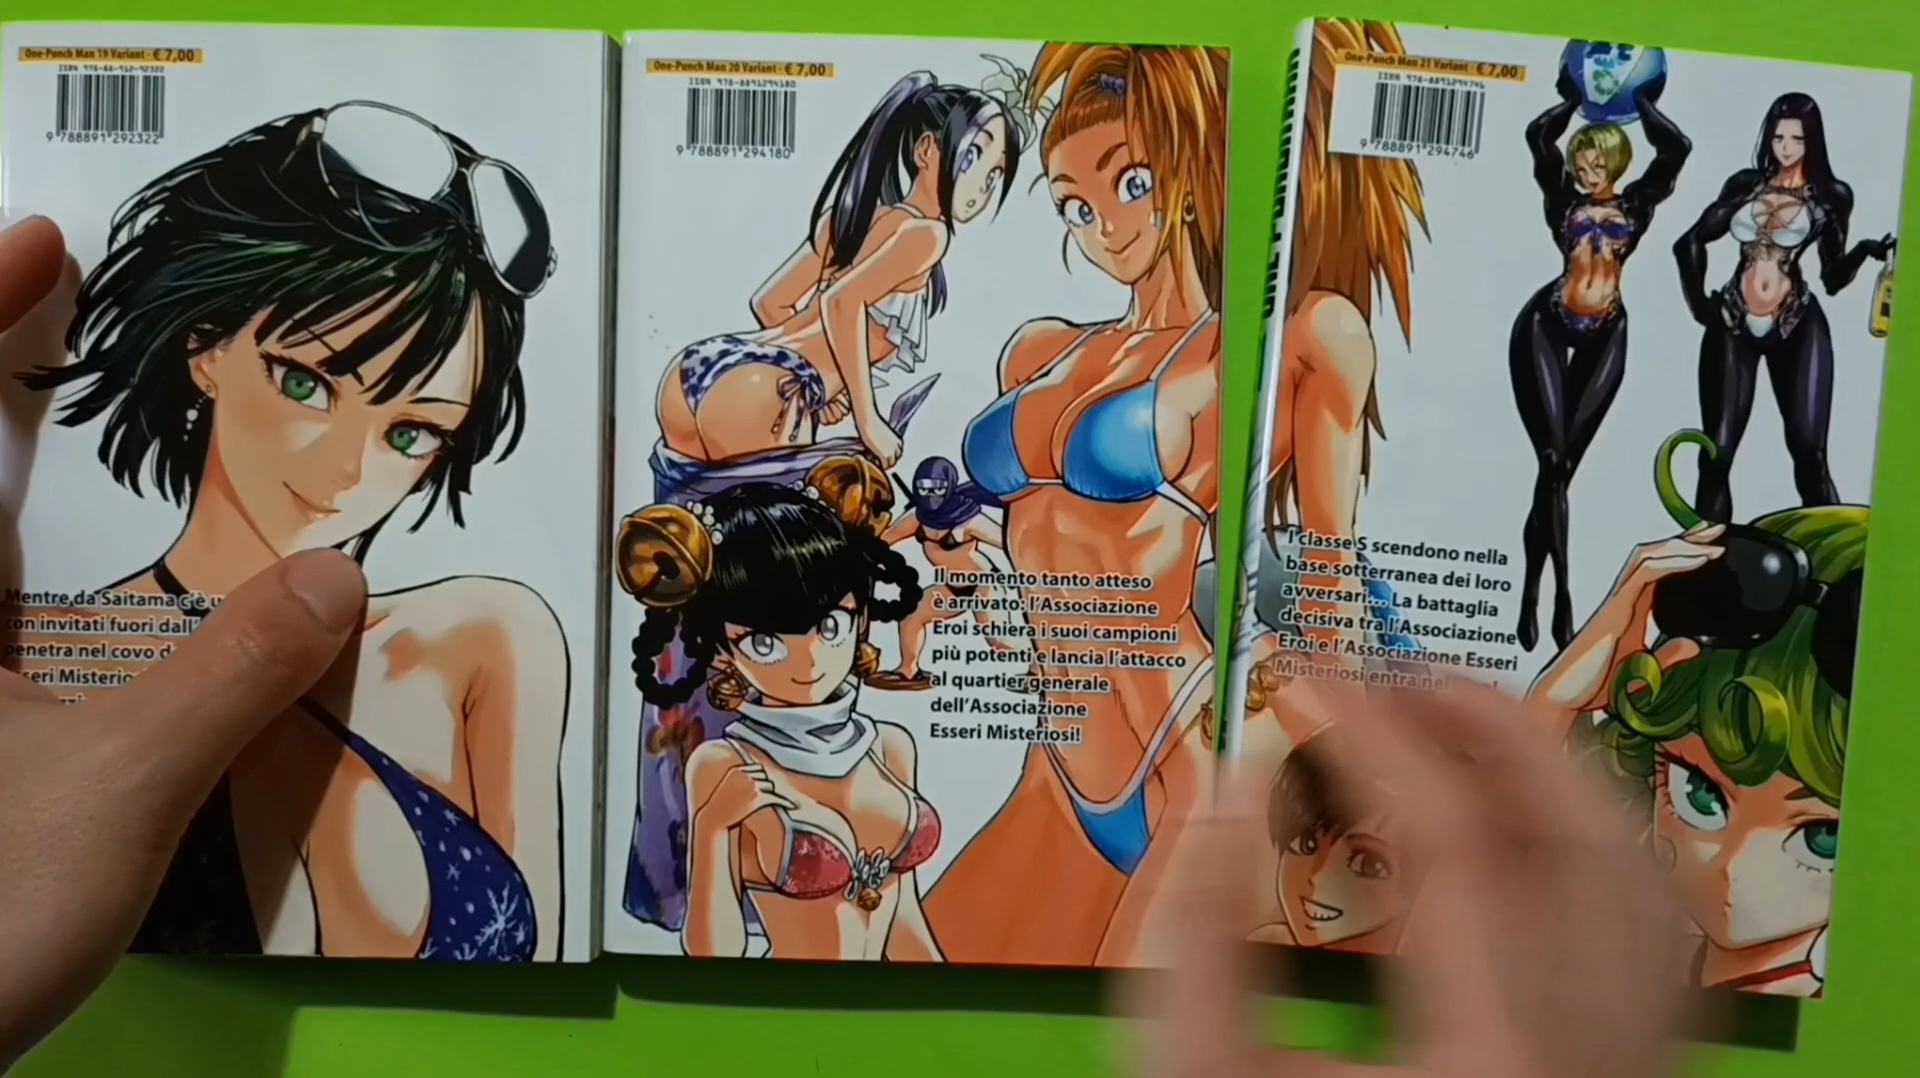 One-Punch Man 19 Variant · € 7,00
ISBN 978-88-912-92322
9 788891 292322
Mentre da Saitama c'è u
con invitati fuori dall'
penetra nel covo d
seri Misterio
One-Punch Man 20 Variant · € 7,00
ISBN 978-8891294180
9 788891 294180
Il momento tanto atteso
è arrivato: l'Associazione
Eroi schiera i suoi campioni
più potenti e lancia l'attacco
al quartier generale
dell'Associazione
Esseri Misteriosi!
One-Punch Man 21 Variant · € 7,00
ISBN 978-8891294746
9 788891 294746
I classe S scendono nella
base sotterranea dei loro
avversari... La battaglia
decisiva tra l'Associazione
Eroi e l'Associazione Esseri
Misteriosi entra nel